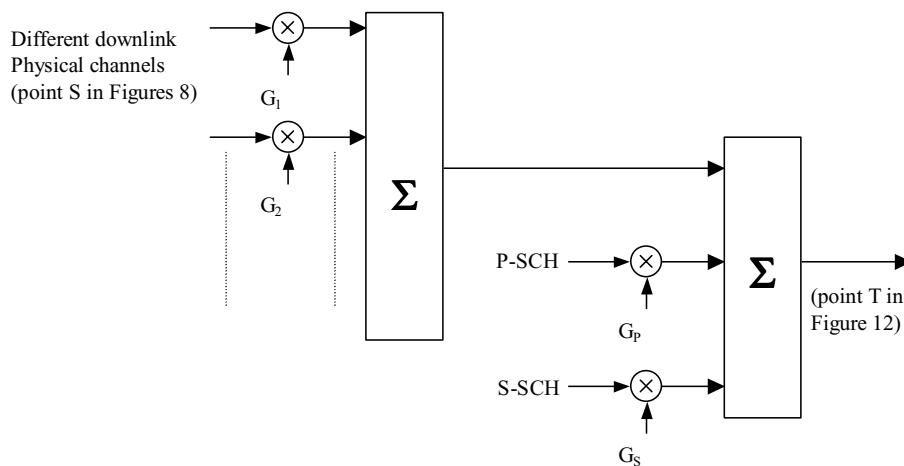 Different downlink
Physical channels
(point S in Figures 8)
G1
G2
Σ
P-SCH
GP
S-SCH
GS
Σ
(point T in
Figure 12)